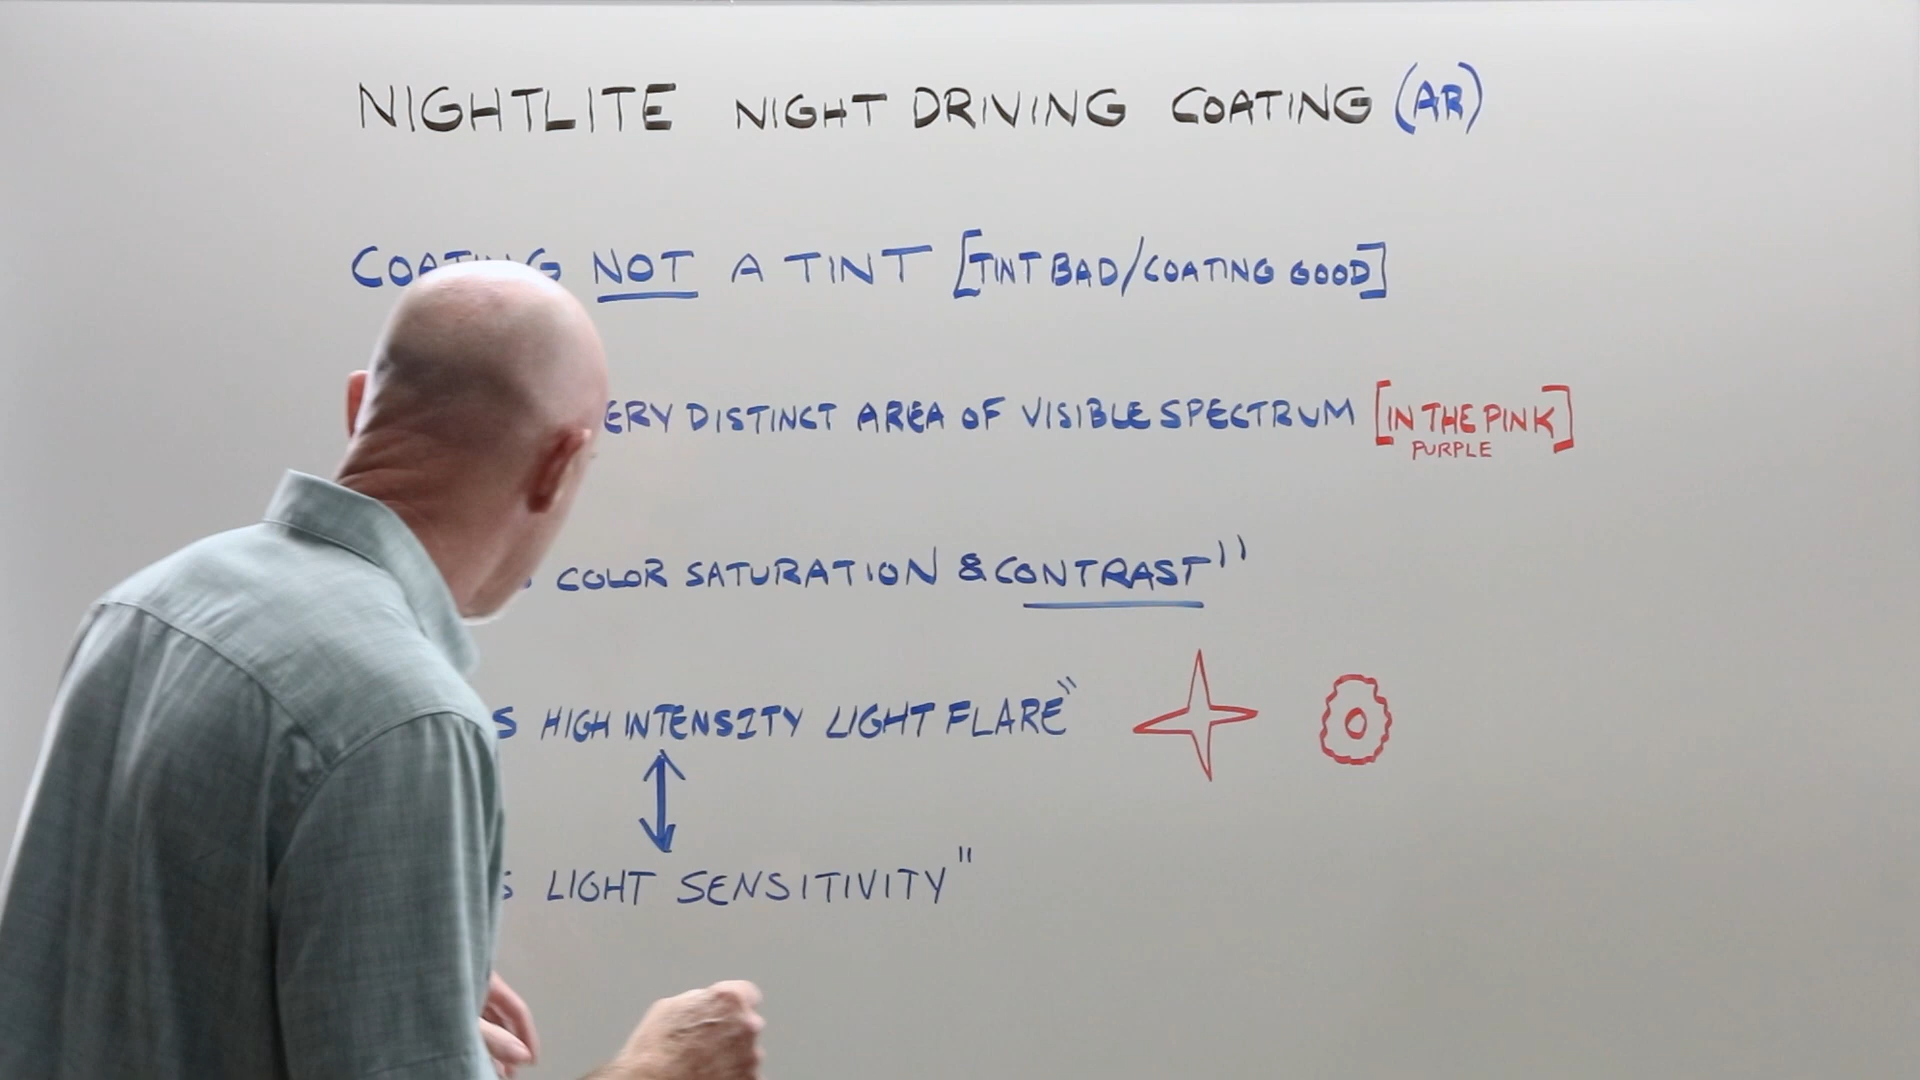 NIGHTLITE NIGHT DRIVING COATING (AR)
COATING NOT A TINT [TINT BAD/COATING GOOD]
DISTINCT AREA OF VISIBLE SPECTRUM [IN THE PINK]
PURPLE
COLOR SATURATION & CONTRAST"
HIGH INTENSITY LIGHT FLARE"
LIGHT SENSITIVITY"